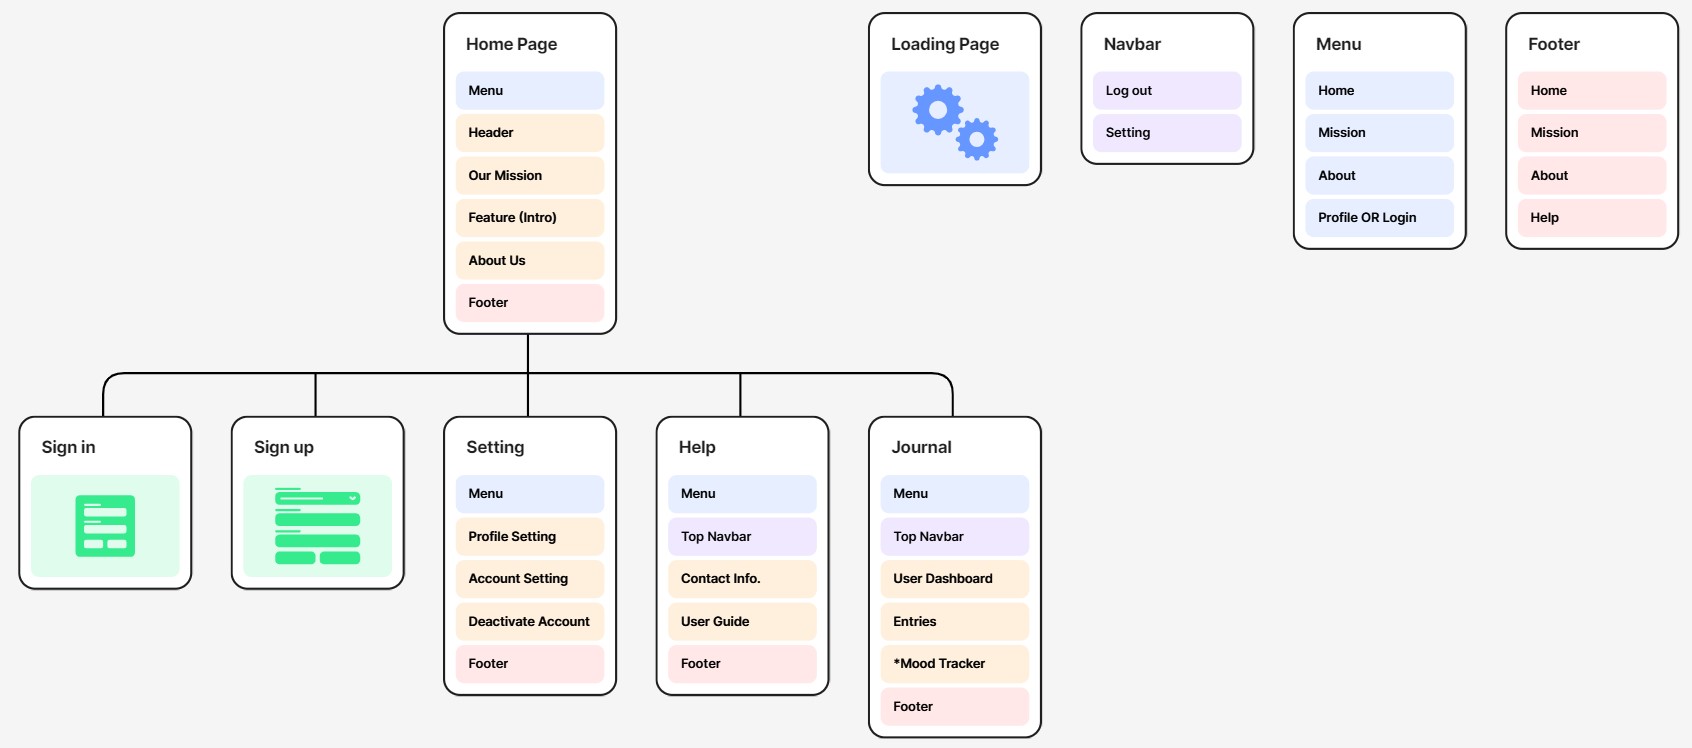 Home Page
Menu
Header
Our Mission
Feature (Intro)
About Us
Footer
Loading Page
Navbar
Log out
Setting
Menu
Home
Mission
About
Profile OR Login
Footer
Home
Mission
About
Help
Sign in
Sign up
Setting
Menu
Profile Setting
Account Setting
Deactivate Account
Footer
Help
Menu
Top Navbar
Contact Info.
User Guide
Footer
Journal
Menu
Top Navbar
User Dashboard
Entries
*Mood Tracker
Footer